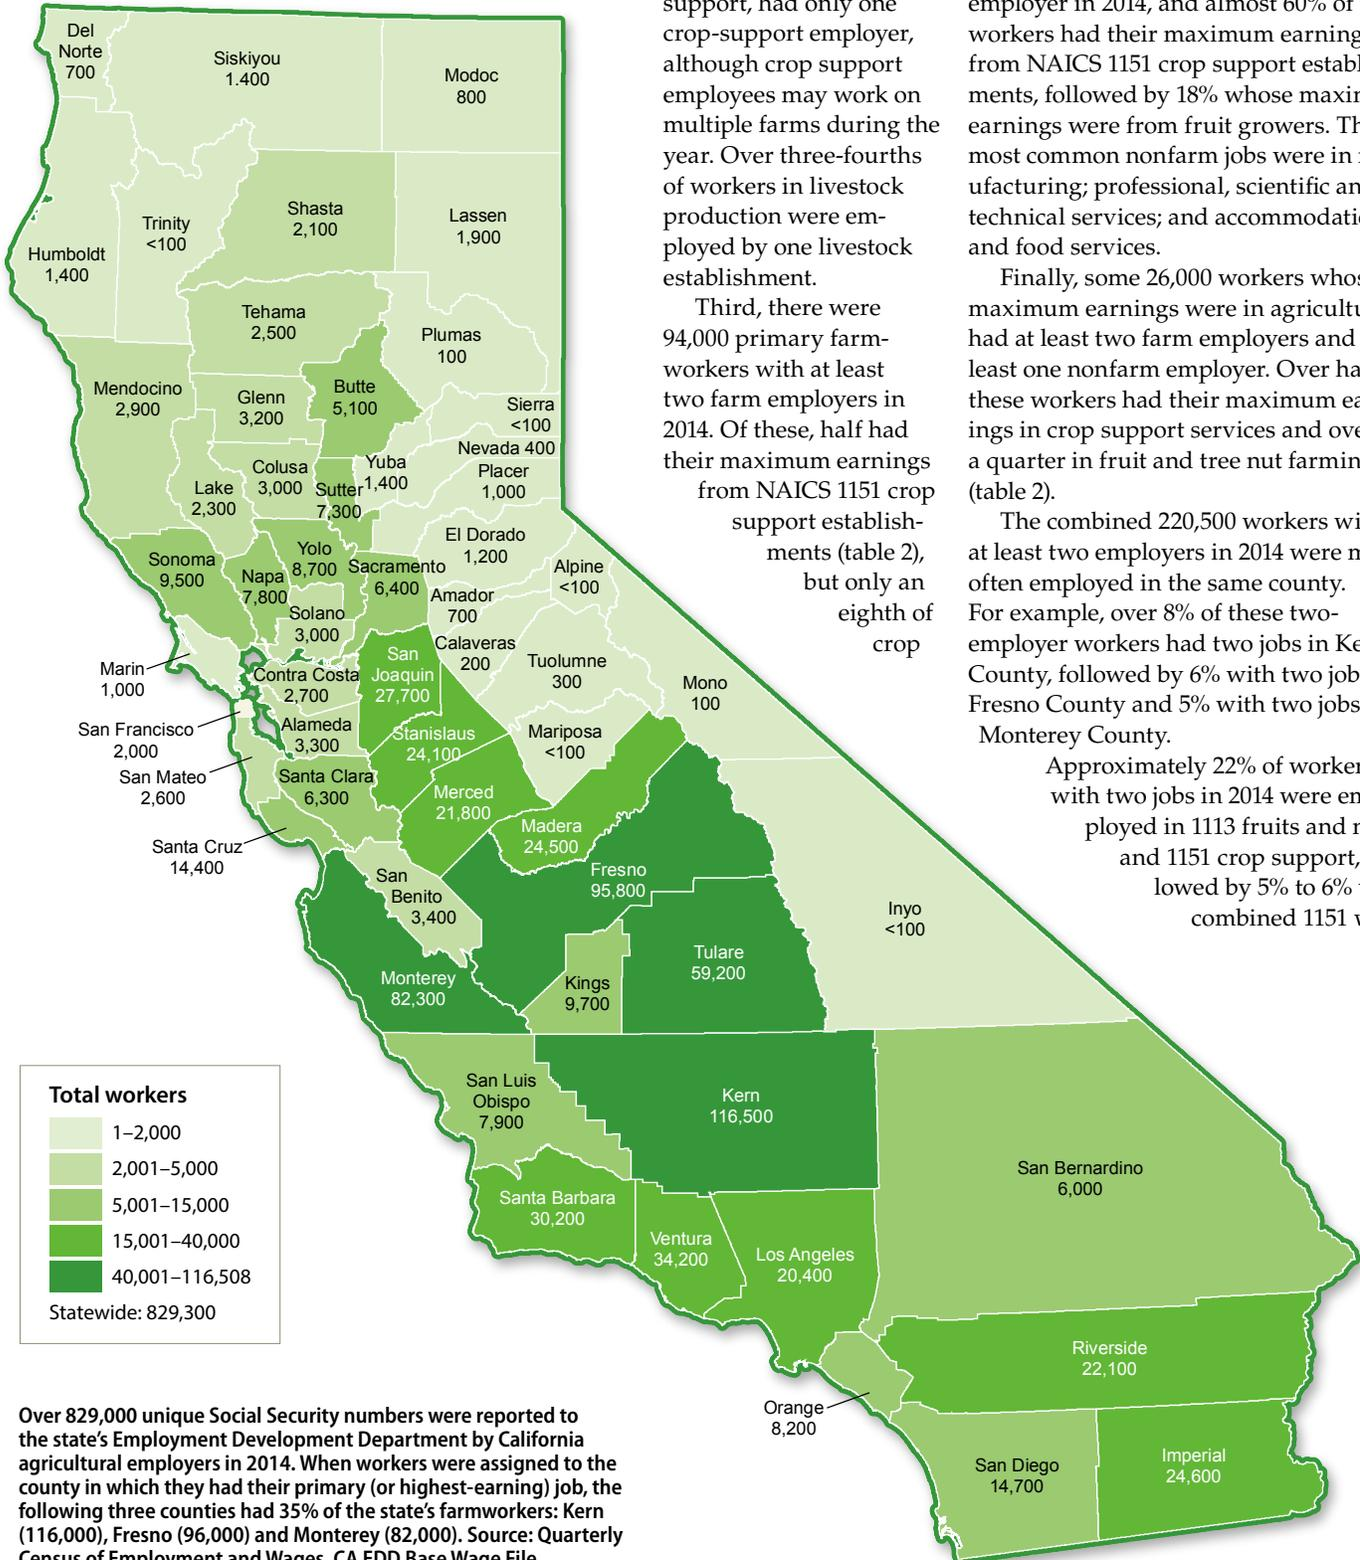 support, had only one
crop-support employer,
although crop support
employees may work on
multiple farms during the
year. Over three-fourths
of workers in livestock
production were em-
ployed by one livestock
establishment.
Third, there were
94,000 primary farm-
workers with at least
two farm employers in
2014. Of these, half had
their maximum earnings
from NAICS 1151 crop
support establish-
ments (table 2),
but only an
eighth of
crop
employer in 2014, and almost 60% of
workers had their maximum earning
from NAICS 1151 crop support establ
ments, followed by 18% whose maxi
earnings were from fruit growers. Th
most common nonfarm jobs were in
ufacturing; professional, scientific an
technical services; and accommodati
and food services.
Finally, some 26,000 workers whos
maximum earnings were in agricultu
had at least two farm employers and
least one nonfarm employer. Over ha
these workers had their maximum ea
ings in crop support services and ove
a quarter in fruit and tree nut farmin
(table 2).
The combined 220,500 workers wi
at least two employers in 2014 were m
often employed in the same county.
For example, over 8% of these two-
employer workers had two jobs in Ke
County, followed by 6% with two job
Fresno County and 5% with two jobs
Monterey County.
Approximately 22% of worker
with two jobs in 2014 were em
ployed in 1113 fruits and n
and 1151 crop support,
lowed by 5% to 6%
combined 1151 w
Del
Norte
700
Siskiyou
1.400
Modoc
800
Humboldt
1,400
Trinity
<100
Shasta
2,100
Lassen
1,900
Tehama
2,500
Plumas
100
Mendocino
2,900
Glenn
3,200
Butte
5,100
Sierra
<100
Nevada 400
Placer
1,000
Yuba
1,400
Colusa
3,000
Sutter
7,300
Lake
2,300
El Dorado
1,200
Sonoma
9,500
Napa
7,800
Yolo
8,700
Sacramento
6,400
Alpine
<100
Amador
700
Solano
3,000
Calaveras
200
Tuolumne
300
Mono
100
Marin
1,000
Contra Costa
2,700
San
Joaquin
27,700
San Francisco
2,000
Alameda
3,300
Stanislaus
24,100
Mariposa
<100
San Mateo
2,600
Santa Clara
6,300
Merced
21,800
Madera
24,500
Santa Cruz
14,400
San
Benito
3,400
Fresno
95,800
Inyo
<100
Monterey
82,300
Kings
9,700
Tulare
59,200
San Luis
Obispo
7,900
Kern
116,500
San Bernardino
6,000
Santa Barbara
30,200
Ventura
34,200
Los Angeles
20,400
Riverside
22,100
Orange
8,200
San Diego
14,700
Imperial
24,600
Total workers
1–2,000
2,001–5,000
5,001–15,000
15,001–40,000
40,001–116,508
Statewide: 829,300
Over 829,000 unique Social Security numbers were reported to
the state's Employment Development Department by California
agricultural employers in 2014. When workers were assigned to the
county in which they had their primary (or highest-earning) job, the
following three counties had 35% of the state's farmworkers: Kern
(116,000), Fresno (96,000) and Monterey (82,000). Source: Quarterly
Census of Employment and Wages, CA EDD Base Wage File